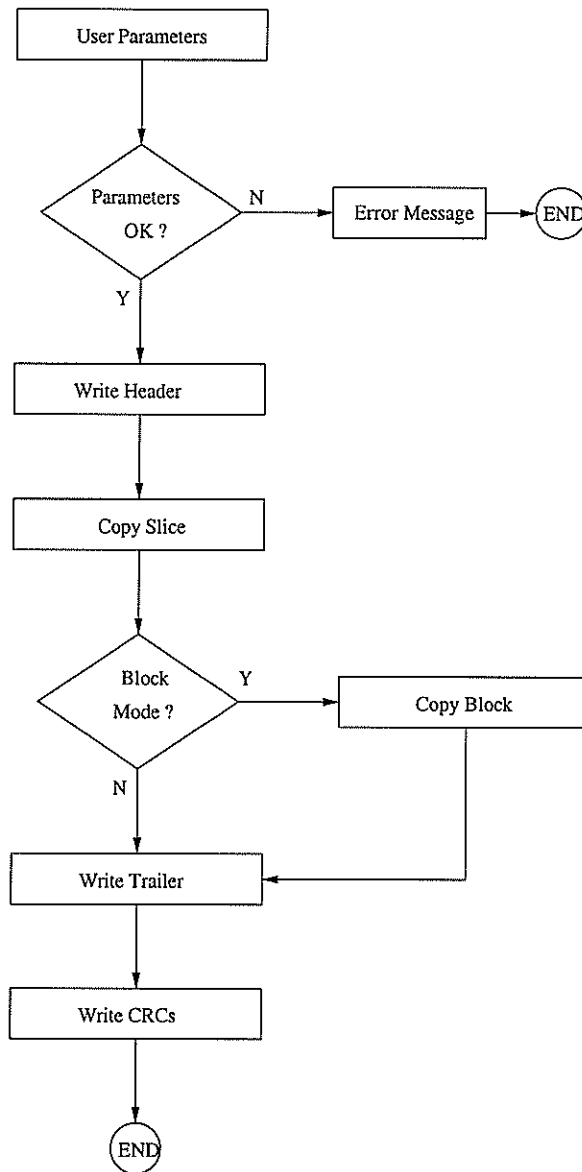 User Parameters
Parameters
OK ?
N
Error Message
END
Y
Write Header
Copy Slice
Block
Mode ?
Y
Copy Block
N
Write Trailer
Write CRCs
END